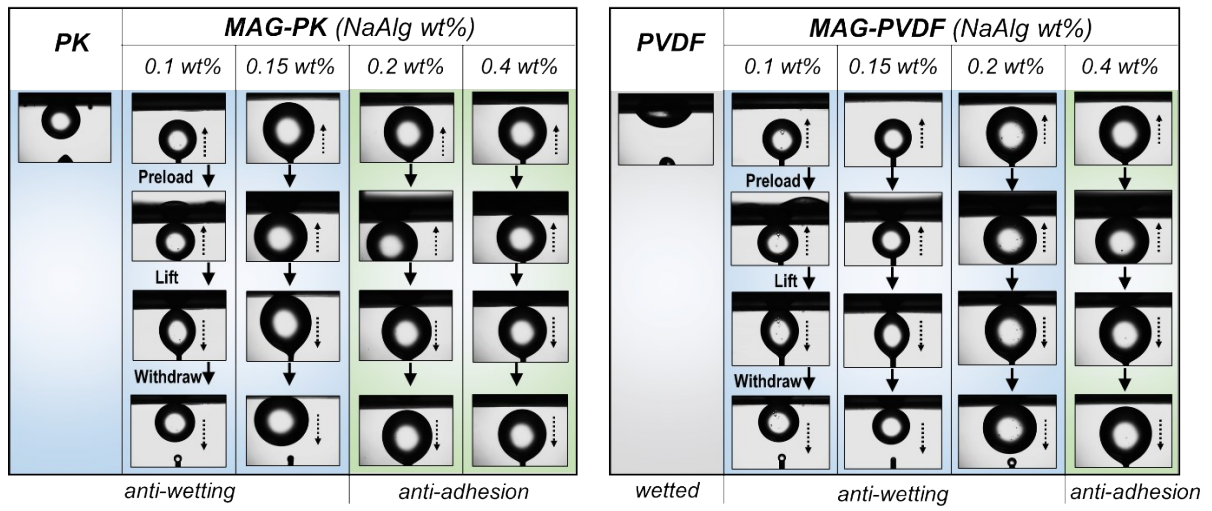 PK
MAG-PK (NaAlg wt%)
0.1 wt%
0.15 wt%
0.2 wt%
0.4 wt%
Preload
Lift
Withdraw
anti-wetting
anti-adhesion
PVDF
MAG-PVDF (NaAlg wt%)
0.1 wt%
0.15 wt%
0.2 wt%
0.4 wt%
Preload
Lift
Withdraw
wetted
anti-wetting
anti-adhesion